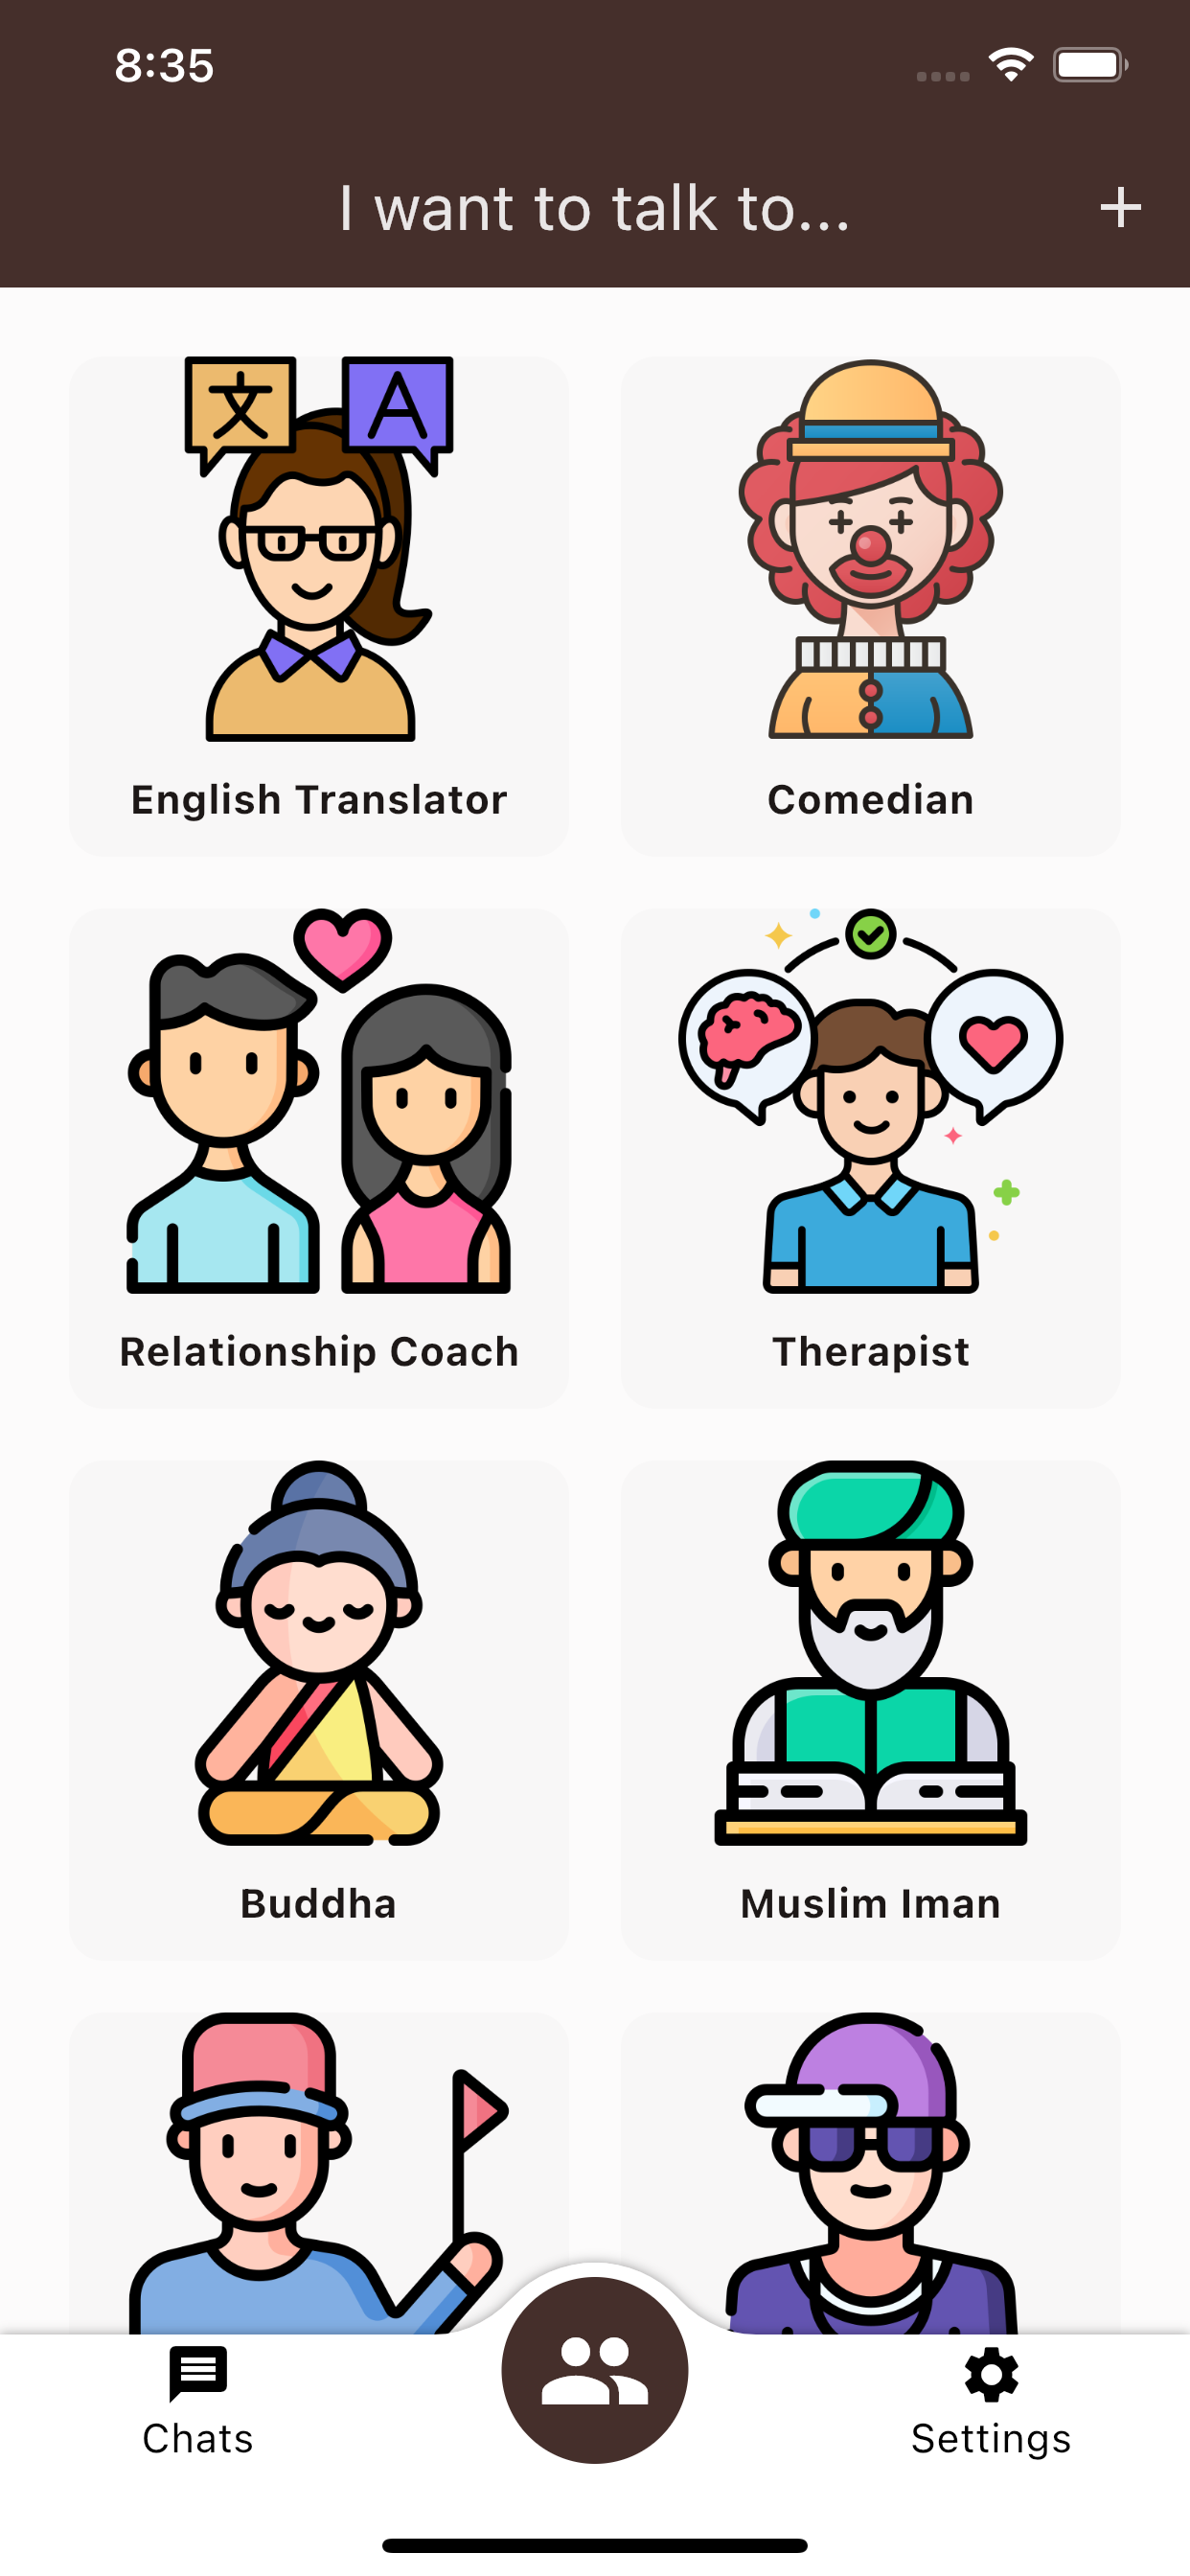 8:35
I want to talk to...
文 A
English Translator
Comedian
Relationship Coach
Therapist
Buddha
Muslim Iman
Chats
Settings